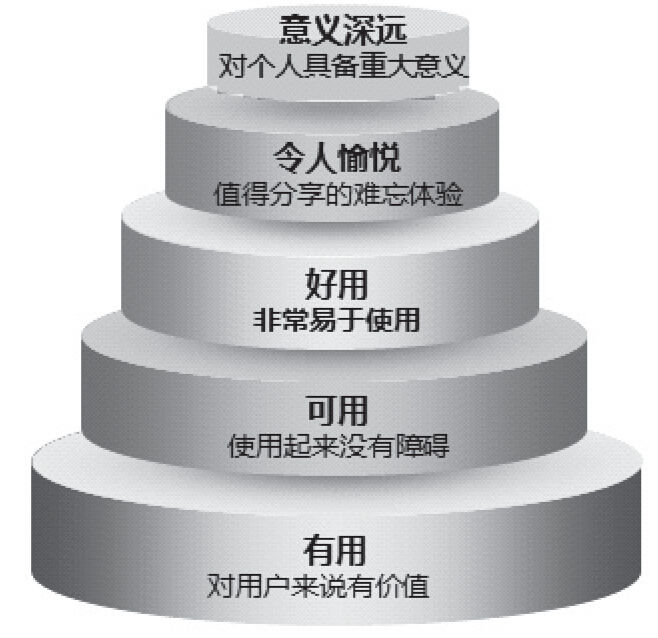 意义深远
对个人具备重大意义
令人愉悦
值得分享的难忘体验
好用
非常易于使用
可用
使用起来没有障碍
有用
对用户来说有价值